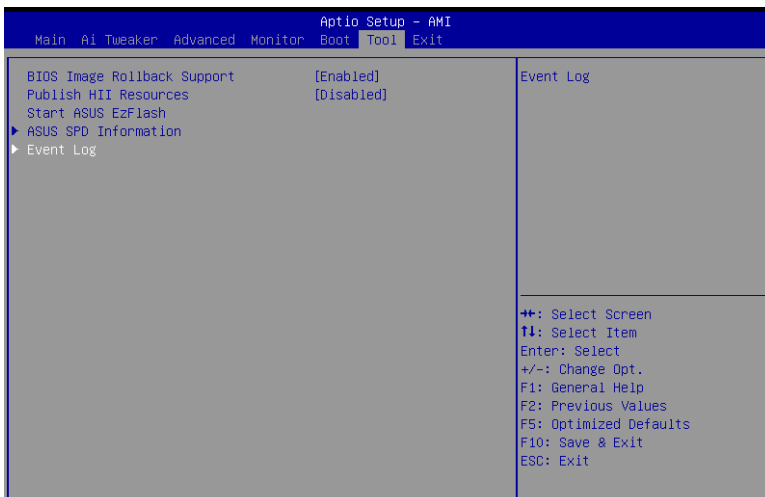 Aptio Setup - AMI
Main Ai Tweaker Advanced Monitor Boot Tool Exit
BIOS Image Rollback Support [Enabled]
Publish HII Resources [Disabled]
Start ASUS EzFlash
ASUS SPD Information
Event Log
Event Log
→←: Select Screen
↑↓: Select Item
Enter: Select
+/-: Change Opt.
F1: General Help
F2: Previous Values
F5: Optimized Defaults
F10: Save & Exit
ESC: Exit